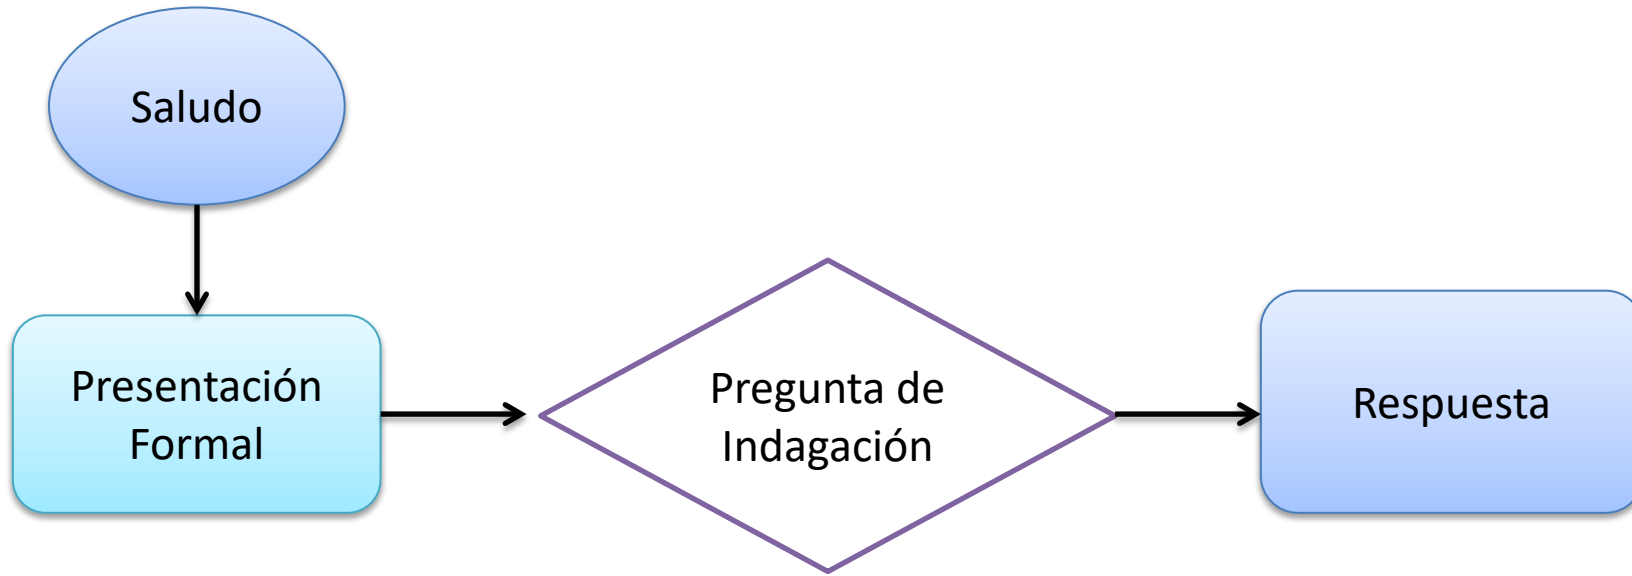 Saludo
Presentación
Formal
Pregunta de
Indagación
Respuesta